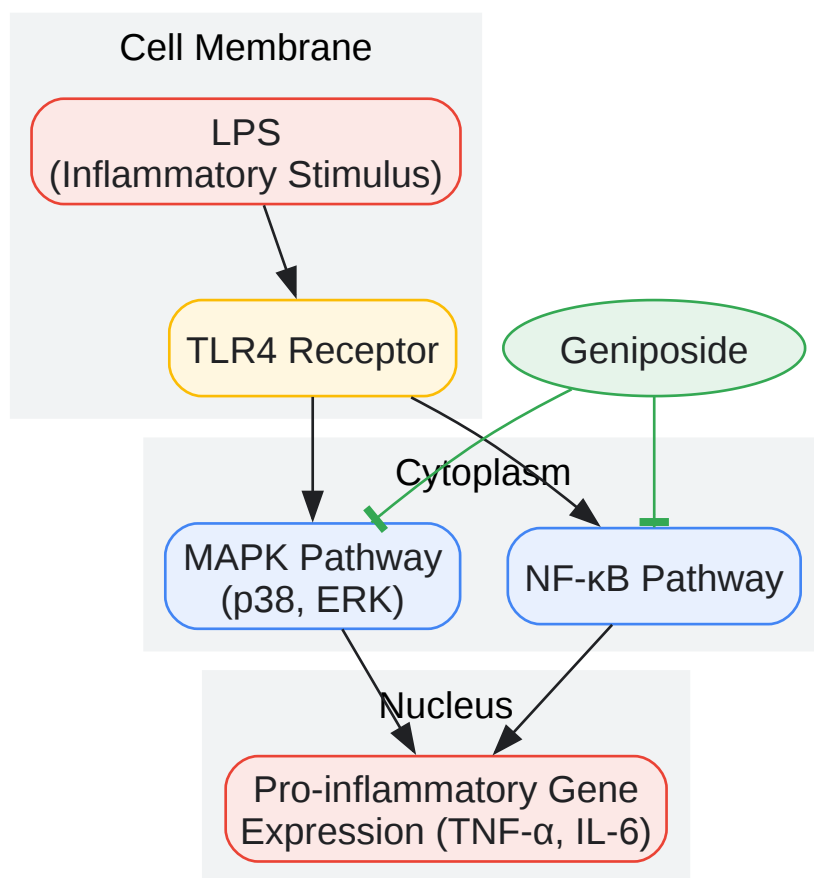 Cell Membrane
LPS
(Inflammatory Stimulus)
TLR4 Receptor
Geniposide
Cytoplasm
MAPK Pathway
(p38, ERK)
NF-κB Pathway
Nucleus
Pro-inflammatory Gene
Expression (TNF-α, IL-6)